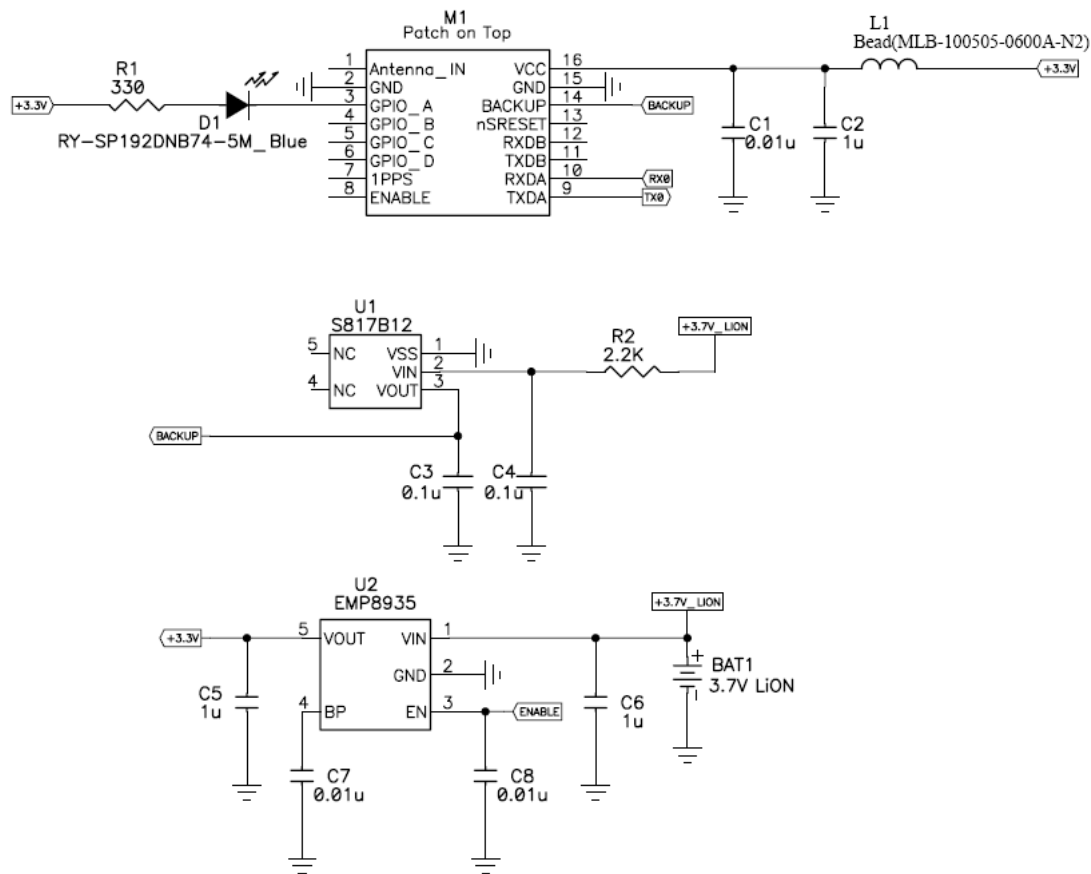 M1
Patch on Top
L1
Bead(MLB-100505-0600A-N2)
R1
330
+3.3V
D1
RY-SP192DNB74-5M_Blue
1 Antenna_IN
2 GND
3 GPIO_A
4 GPIO_B
5 GPIO_C
6 GPIO_D
7 1PPS
8 ENABLE
VCC 16
GND 15
BACKUP 14
nSRESET 13
RXDB 12
TXDB 11
RXDA 10
TXDA 9
BACKUP
RX0
TX0
C1
0.01u
C2
1u
+3.3V
U1
S817B12
5 NC
4 NC
VSS 1
VIN 2
VOUT 3
R2
2.2K
+3.7V_LION
BACKUP
C3
0.1u
C4
0.1u
U2
EMP8935
+3.3V
5 VOUT
4 BP
VIN 1
GND 2
EN 3
ENABLE
+3.7V_LION
+
BAT1
3.7V LiON
C5
1u
C6
1u
C7
0.01u
C8
0.01u